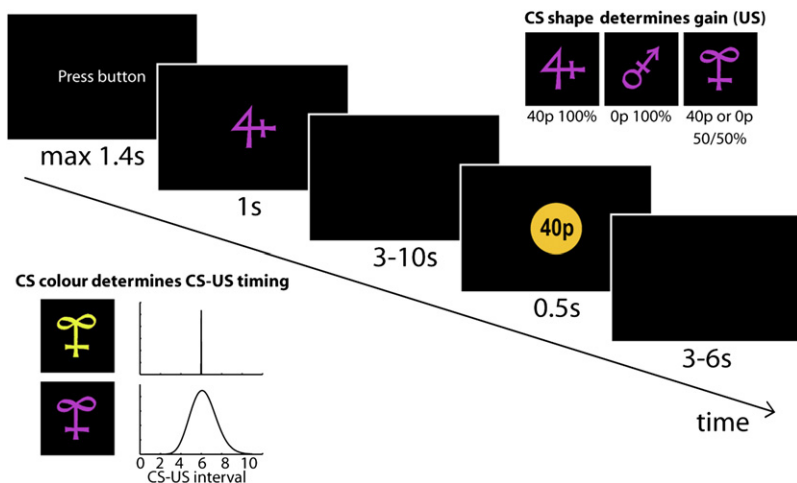 CS shape determines gain (US)
40p 100%
0p 100%
40p or 0p
50/50%
Press button
max 1.4s
1s
3-10s
40p
0.5s
3-6s
time
CS colour determines CS-US timing
0 2 4 6 8 10
CS-US interval